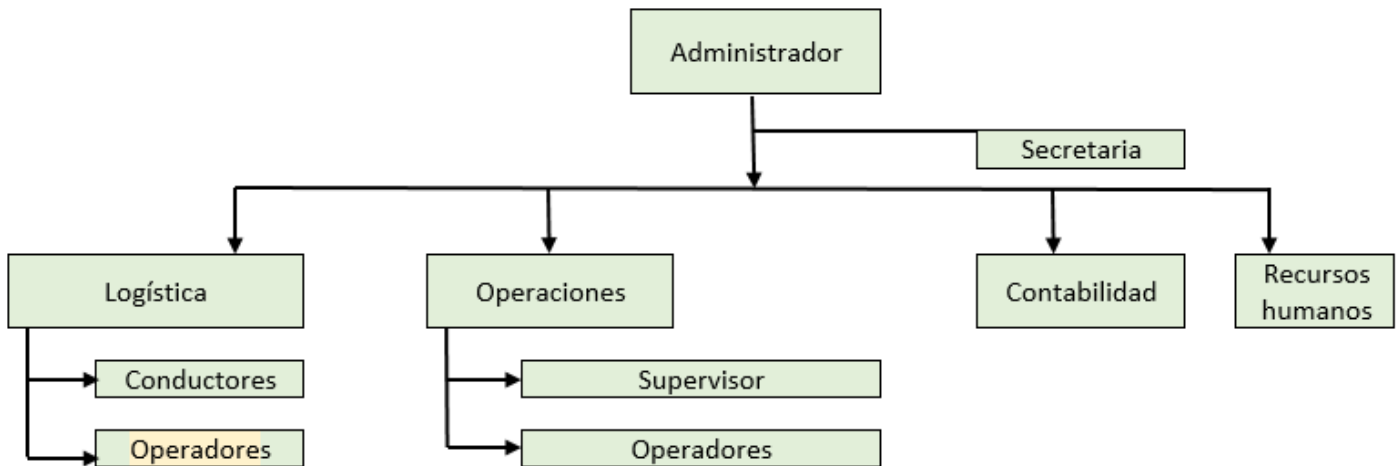 Administrador
Secretaria
Logística
Operaciones
Contabilidad
Recursos
humanos
Conductores
Supervisor
Operadores
Operadores